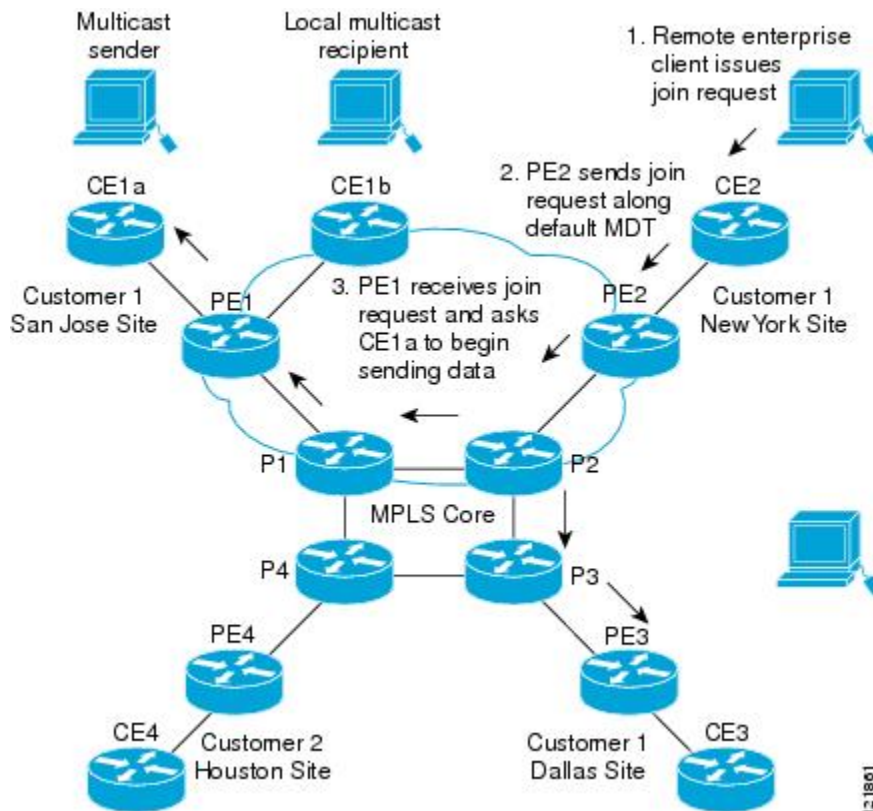 Multicast
sender
Local multicast
recipient
1. Remote enterprise
client issues
join request
CE1a
CE1b
2. PE2 sends join
request along
default MDT
CE2
Customer 1
San Jose Site
PE1
3. PE1 receives join
request and asks
CE1a to begin
sending data
PE2
Customer 1
New York Site
P1
P2
MPLS Core
P4
P3
PE4
PE3
CE4
Customer 2
Houston Site
Customer 1
Dallas Site
CE3
121861